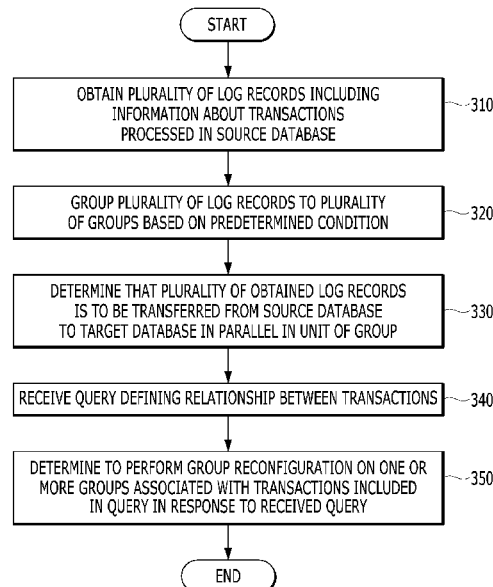 START
OBTAIN PLURALITY OF LOG RECORDS INCLUDING
INFORMATION ABOUT TRANSACTIONS
PROCESSED IN SOURCE DATABASE
310
GROUP PLURALITY OF LOG RECORDS TO PLURALITY
OF GROUPS BASED ON PREDETERMINED CONDITION
320
DETERMINE THAT PLURALITY OF OBTAINED LOG RECORDS
IS TO BE TRANSFERRED FROM SOURCE DATABASE
TO TARGET DATABASE IN PARALLEL IN UNIT OF GROUP
330
RECEIVE QUERY DEFINING RELATIONSHIP BETWEEN TRANSACTIONS
340
DETERMINE TO PERFORM GROUP RECONFIGURATION ON ONE OR
MORE GROUPS ASSOCIATED WITH TRANSACTIONS INCLUDED
IN QUERY IN RESPONSE TO RECEIVED QUERY
350
END